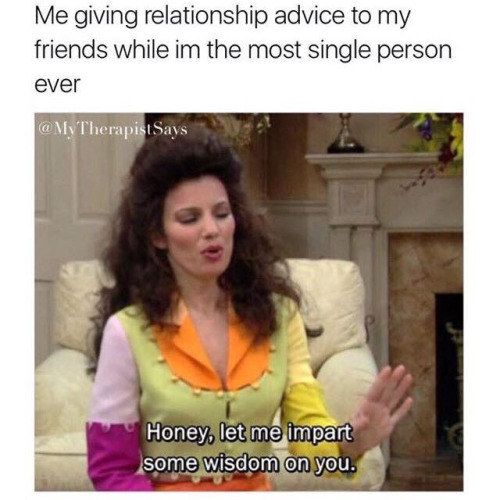 Me giving relationship advice to my
friends while im the most single person
ever
@MyTherapistSays
Honey, let me impart
some wisdom on you.